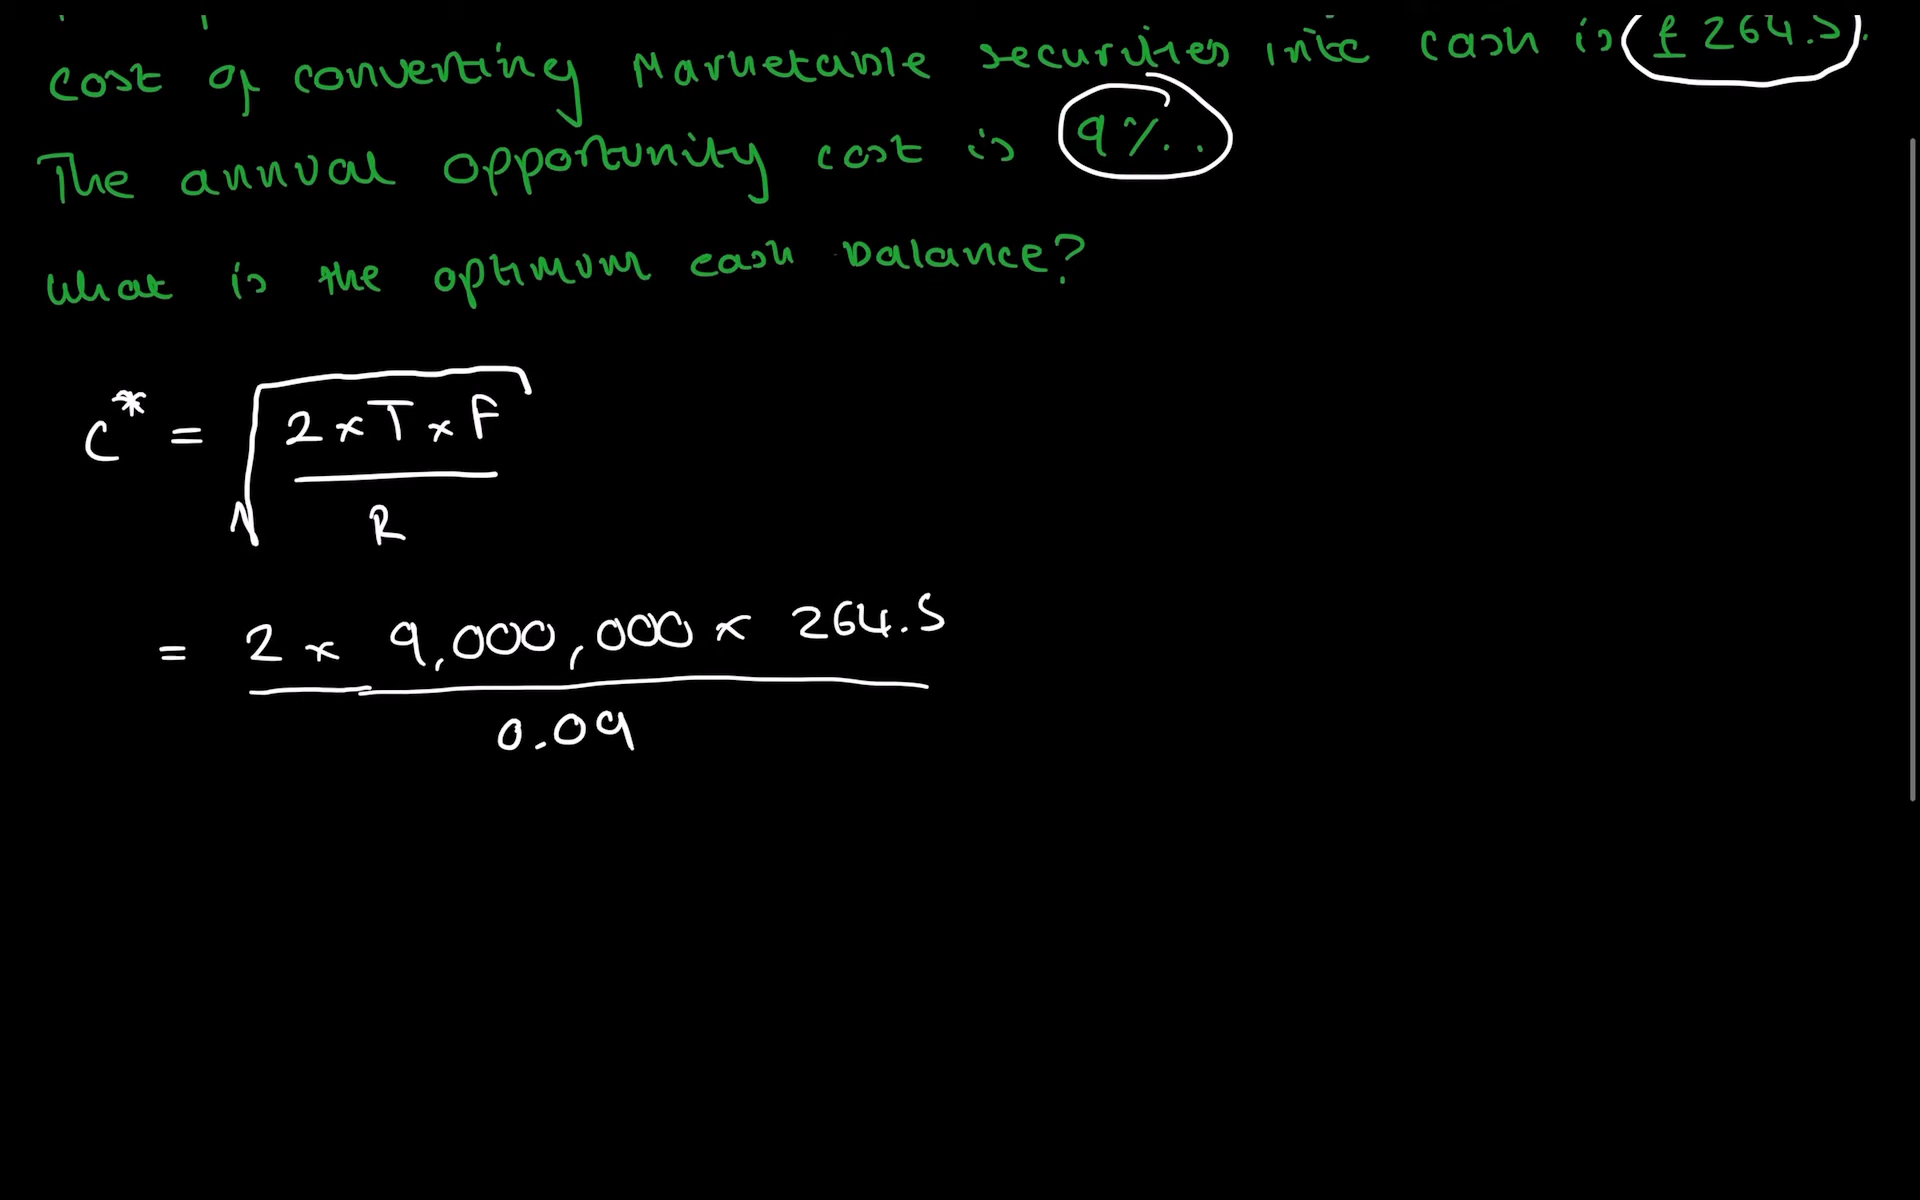 cost of converting Marketable securities into cash is £264.5.
The annual opportunity cost is 9%.
What is the optimum cash balance?
C* = √ 2 × T × F
R
= 2 × 9,000,000 × 264.5
0.09